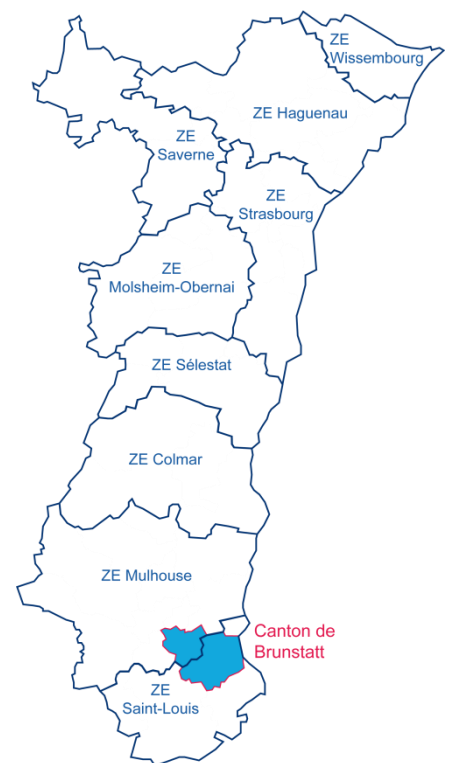 ZE
Wissembourg
ZE Haguenau
ZE
Saverne
ZE
Strasbourg
ZE
Molsheim-Obernai
ZE Sélestat
ZE Colmar
ZE Mulhouse
Canton de
Brunstatt
ZE
Saint-Louis